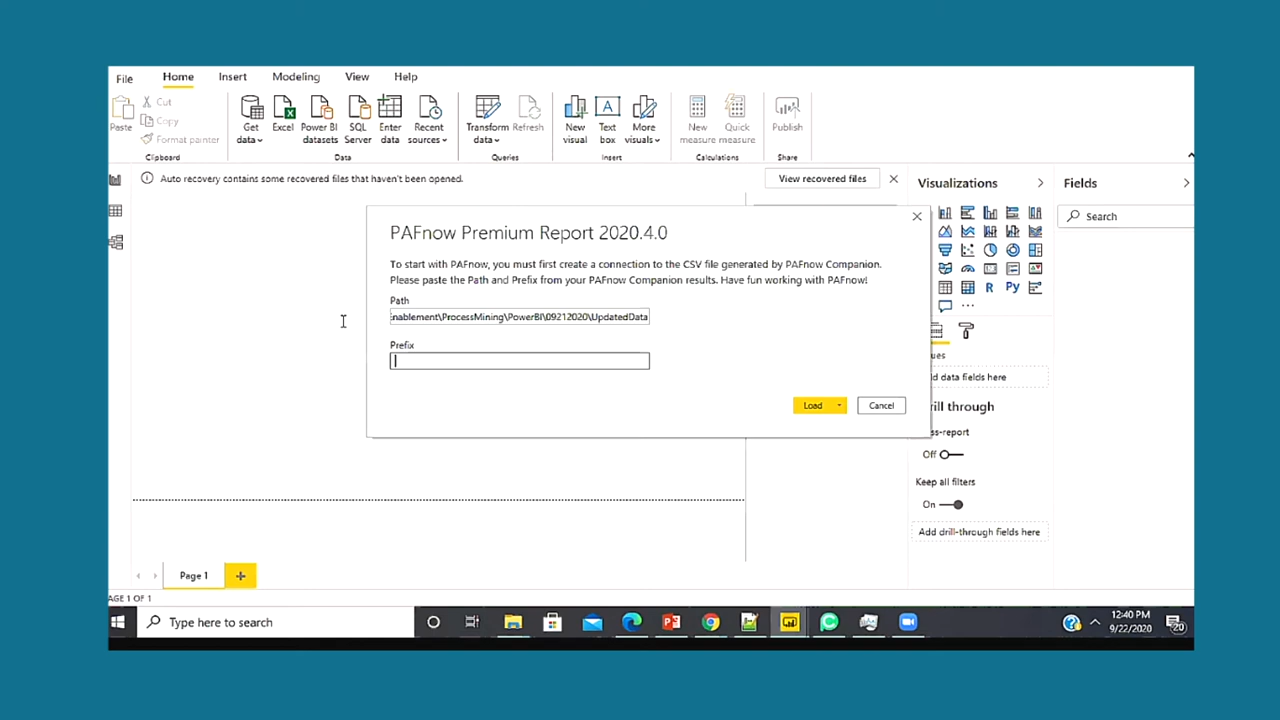 File Home Insert Modeling View Help
Cut
Copy
Format painter
Paste
Get data
Excel
Power BI datasets
SQL Server
Enter data
Recent sources
Transform data
Refresh
New visual
Text box
More visuals
New measure
Quick measure
Publish
Clipboard Data Queries Insert Calculations Share
Auto recovery contains some recovered files that haven't been opened.
View recovered files
Visualizations
Fields
Search
PAFnow Premium Report 2020.4.0
To start with PAFnow, you must first create a connection to the CSV file generated by PAFnow Companion.
Please paste the Path and Prefix from your PAFnow Companion results. Have fun working with PAFnow!
Path
nablement\ProcessMining\PowerBI\09212020\UpdatedData
Prefix
Load
Cancel
R Py
ues
d data fields here
rill through
ss-report
Off
Keep all filters
On
Add drill-through fields here
Page 1
AGE 1 OF 1
Type here to search
12:40 PM
9/22/2020
20